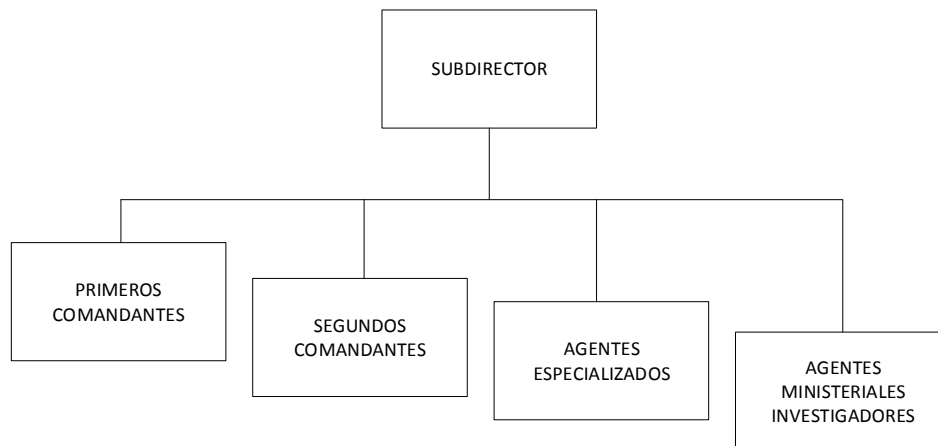 SUBDIRECTOR
PRIMEROS
COMANDANTES
SEGUNDOS
COMANDANTES
AGENTES
ESPECIALIZADOS
AGENTES
MINISTERIALES
INVESTIGADORES